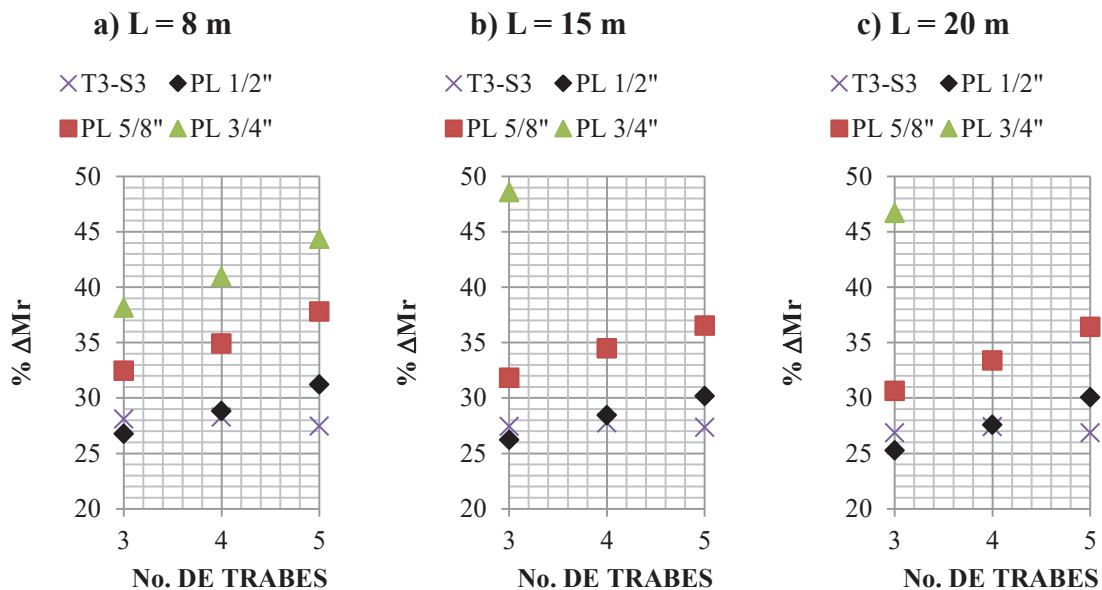 a) L = 8 m
T3-S3 PL 1/2"
PL 5/8" PL 3/4"
% ΔMr
50
45
40
35
30
25
20
3 4 5
No. DE TRABES
b) L = 15 m
T3-S3 PL 1/2"
PL 5/8" PL 3/4"
% ΔMr
50
45
40
35
30
25
20
3 4 5
No. DE TRABES
c) L = 20 m
T3-S3 PL 1/2"
PL 5/8" PL 3/4"
% ΔMr
50
45
40
35
30
25
20
3 4 5
No. DE TRABES